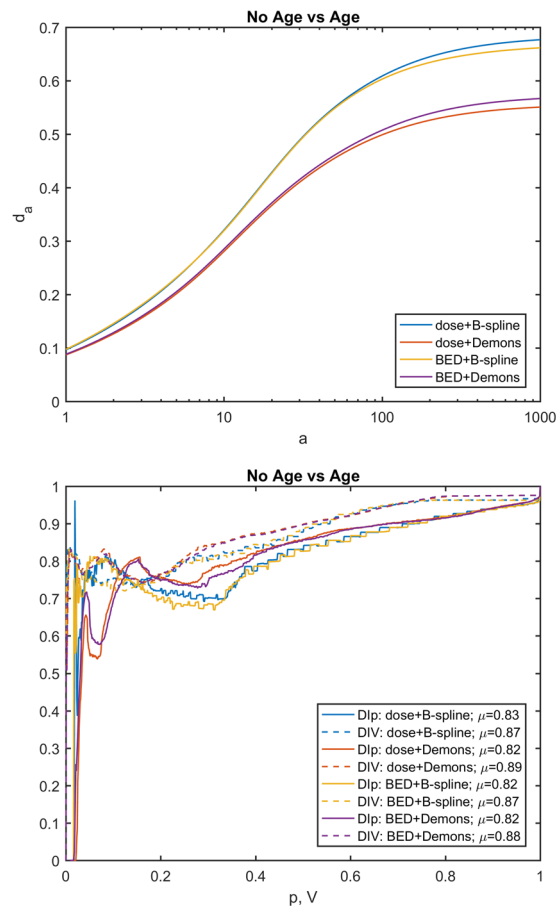 No Age vs Age
0.7
0.6
0.5
0.4
0.3
0.2
0.1
0
d_a
dose+B-spline
dose+Demons
BED+B-spline
BED+Demons
1 10 100 1000
a
No Age vs Age
1
0.9
0.8
0.7
0.6
0.5
0.4
0.3
0.2
0.1
0
DIp: dose+B-spline; μ=0.83
DIV: dose+B-spline; μ=0.87
DIp: dose+Demons; μ=0.82
DIV: dose+Demons; μ=0.89
DIp: BED+B-spline; μ=0.82
DIV: BED+B-spline; μ=0.87
DIp: BED+Demons; μ=0.82
DIV: BED+Demons; μ=0.88
0 0.2 0.4 0.6 0.8 1
p, V